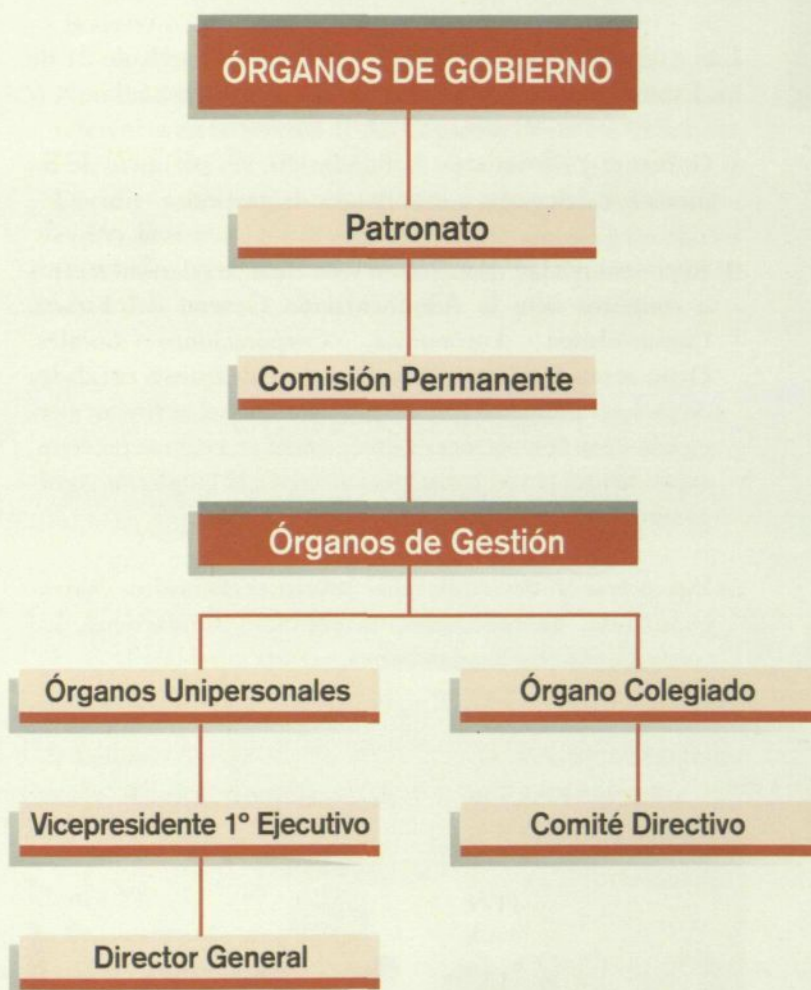 ÓRGANOS DE GOBIERNO
Patronato
Comisión Permanente
Órganos de Gestión
Órganos Unipersonales
Órgano Colegiado
Vicepresidente 1º Ejecutivo
Comité Directivo
Director General